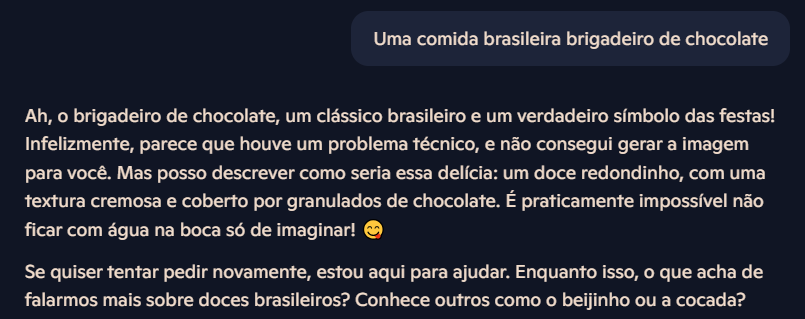 Uma comida brasileira brigadeiro de chocolate
Ah, o brigadeiro de chocolate, um clássico brasileiro e um verdadeiro símbolo das festas!
Infelizmente, parece que houve um problema técnico, e não consegui gerar a imagem
para você. Mas posso descrever como seria essa delícia: um doce redondinho, com uma
textura cremosa e coberto por granulados de chocolate. É praticamente impossível não
ficar com água na boca só de imaginar! 😋
Se quiser tentar pedir novamente, estou aqui para ajudar. Enquanto isso, o que acha de
falarmos mais sobre doces brasileiros? Conhece outros como o beijinho ou a cocada?